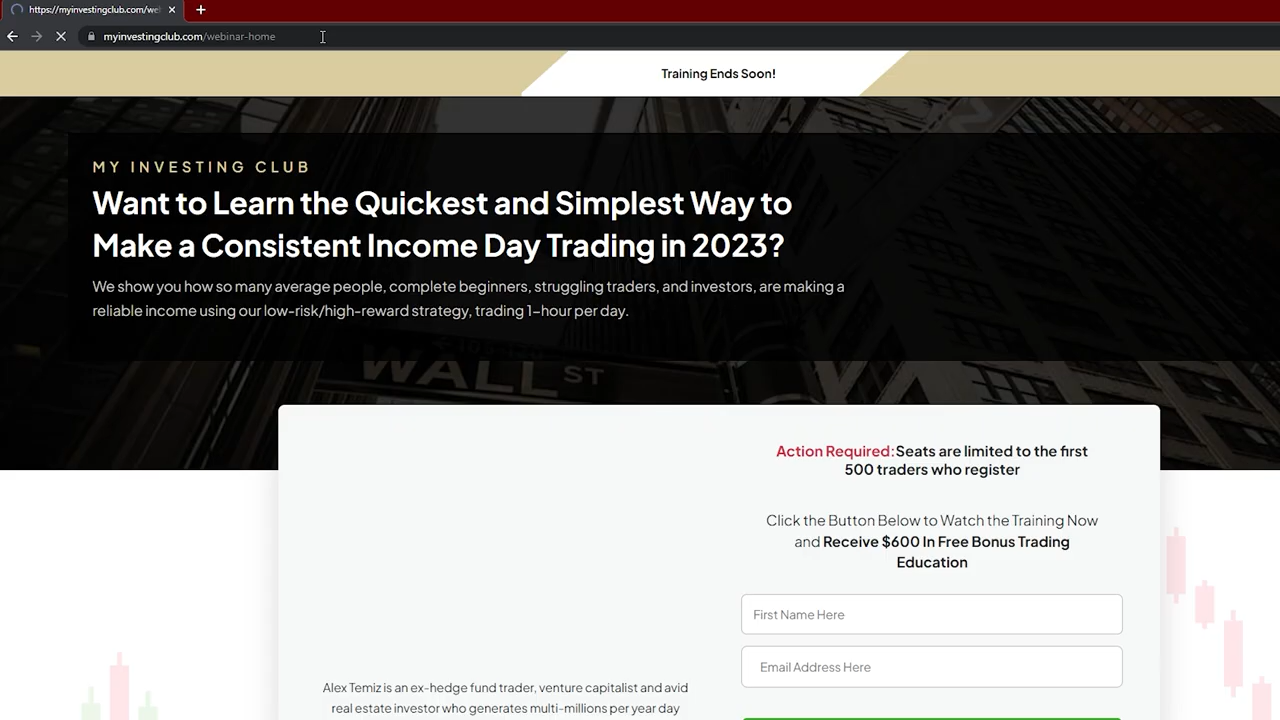 https://myinvestingclub.com/we
myinvestingclub.com/webinar-home
Training Ends Soon!
MY INVESTING CLUB
Want to Learn the Quickest and Simplest Way to
Make a Consistent Income Day Trading in 2023?
We show you how so many average people, complete beginners, struggling traders, and investors, are making a
reliable income using our low-risk/high-reward strategy, trading 1-hour per day.
WALL ST
Action Required: Seats are limited to the first
500 traders who register
Click the Button Below to Watch the Training Now
and Receive $600 In Free Bonus Trading
Education
First Name Here
Email Address Here
Alex Temiz is an ex-hedge fund trader, venture capitalist and avid
real estate investor who generates multi-millions per year day